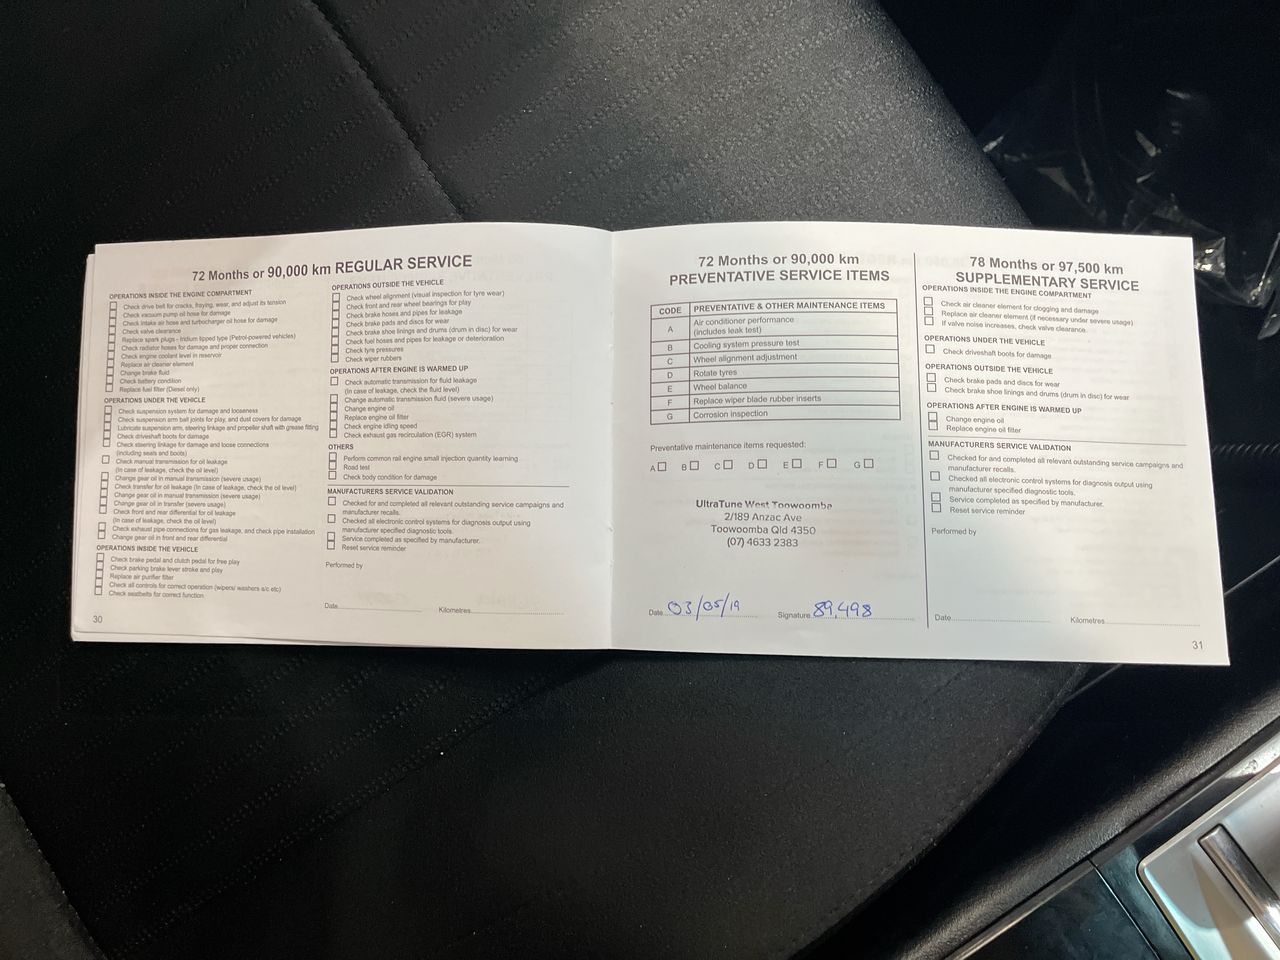 72 Months or 90,000 km REGULAR SERVICE
OPERATIONS INSIDE THE ENGINE COMPARTMENT
Check drive belt for cracks, fraying, wear, and adjust its tension
Check vacuum pump oil hose for damage
Check intake air hose and turbocharger oil hose for damage
Check valve clearance
Replace spark plugs - Iridium tipped type (Petrol-powered vehicles)
Check radiator hoses for damage and proper connection
Check engine coolant level in reservoir
Replace air cleaner element
Change brake fluid
Check battery condition
Replace fuel filter (Diesel only)
OPERATIONS UNDER THE VEHICLE
Check suspension system for damage and looseness
Check suspension arm ball joints for play, and dust covers for damage
Lubricate suspension arm, steering linkage and propeller shaft with grease fitting
Check driveshaft boots for damage
Check steering linkage for damage and loose connections
(including seals and boots)
Check manual transmission for oil leakage
(In case of leakage, check the oil level)
Change gear oil in manual transmission (severe usage)
Check transfer for oil leakage (In case of leakage, check the oil level)
Change gear oil in manual transmission (severe usage)
Change gear oil in transfer (severe usage)
Check front and rear differential for oil leakage
(In case of leakage, check the oil level)
Check exhaust pipe connections for gas leakage, and check pipe installation
Change gear oil in front and rear differential
OPERATIONS INSIDE THE VEHICLE
Check brake pedal and clutch pedal for free play
Check parking brake lever stroke and play
Replace air purifier filter
Check all controls for correct operation (wipers/ washers a/c etc)
Check seatbelts for correct function
30
OPERATIONS OUTSIDE THE VEHICLE
Check wheel alignment (visual inspection for tyre wear)
Check front and rear wheel bearings for play
Check brake hoses and pipes for leakage
Check brake pads and discs for wear
Check brake shoe linings and drums (drum in disc) for wear
Check fuel hoses and pipes for leakage or deterioration
Check tyre pressures
Check wiper rubbers
OPERATIONS AFTER ENGINE IS WARMED UP
Check automatic transmission for fluid leakage
(In case of leakage, check the fluid level)
Change automatic transmission fluid (severe usage)
Change engine oil
Replace engine oil filter
Check engine idling speed
Check exhaust gas recirculation (EGR) system
OTHERS
Perform common rail engine small injection quantity learning
Road test
Check body condition for damage
MANUFACTURERS SERVICE VALIDATION
Checked for and completed all relevant outstanding service campaigns and
manufacturer recalls.
Checked all electronic control systems for diagnosis output using
manufacturer specified diagnostic tools.
Service completed as specified by manufacturer.
Reset service reminder
Performed by
Date
Kilometres
72 Months or 90,000 km
PREVENTATIVE SERVICE ITEMS
CODE PREVENTATIVE & OTHER MAINTENANCE ITEMS
A Air conditioner performance
(includes leak test)
B Cooling system pressure test
C Wheel alignment adjustment
D Rotate tyres
E Wheel balance
F Replace wiper blade rubber inserts
G Corrosion inspection
Preventative maintenance items requested:
A B C D E F G
UltraTune West Toowoomba
2/189 Anzac Ave
Toowoomba Qld 4350
(07) 4633 2383
Date 03/05/19 Signature 89,498
78 Months or 97,500 km
SUPPLEMENTARY SERVICE
OPERATIONS INSIDE THE ENGINE COMPARTMENT
Check air cleaner element for clogging and damage
Replace air cleaner element (if necessary under severe usage)
If valve noise increases, check valve clearance.
OPERATIONS UNDER THE VEHICLE
Check driveshaft boots for damage
OPERATIONS OUTSIDE THE VEHICLE
Check brake pads and discs for wear
Check brake shoe linings and drums (drum in disc) for wear
OPERATIONS AFTER ENGINE IS WARMED UP
Change engine oil
Replace engine oil filter
MANUFACTURERS SERVICE VALIDATION
Checked for and completed all relevant outstanding service campaigns and
manufacturer recalls.
Checked all electronic control systems for diagnosis output using
manufacturer specified diagnostic tools.
Service completed as specified by manufacturer.
Reset service reminder
Performed by
Date
Kilometres
31